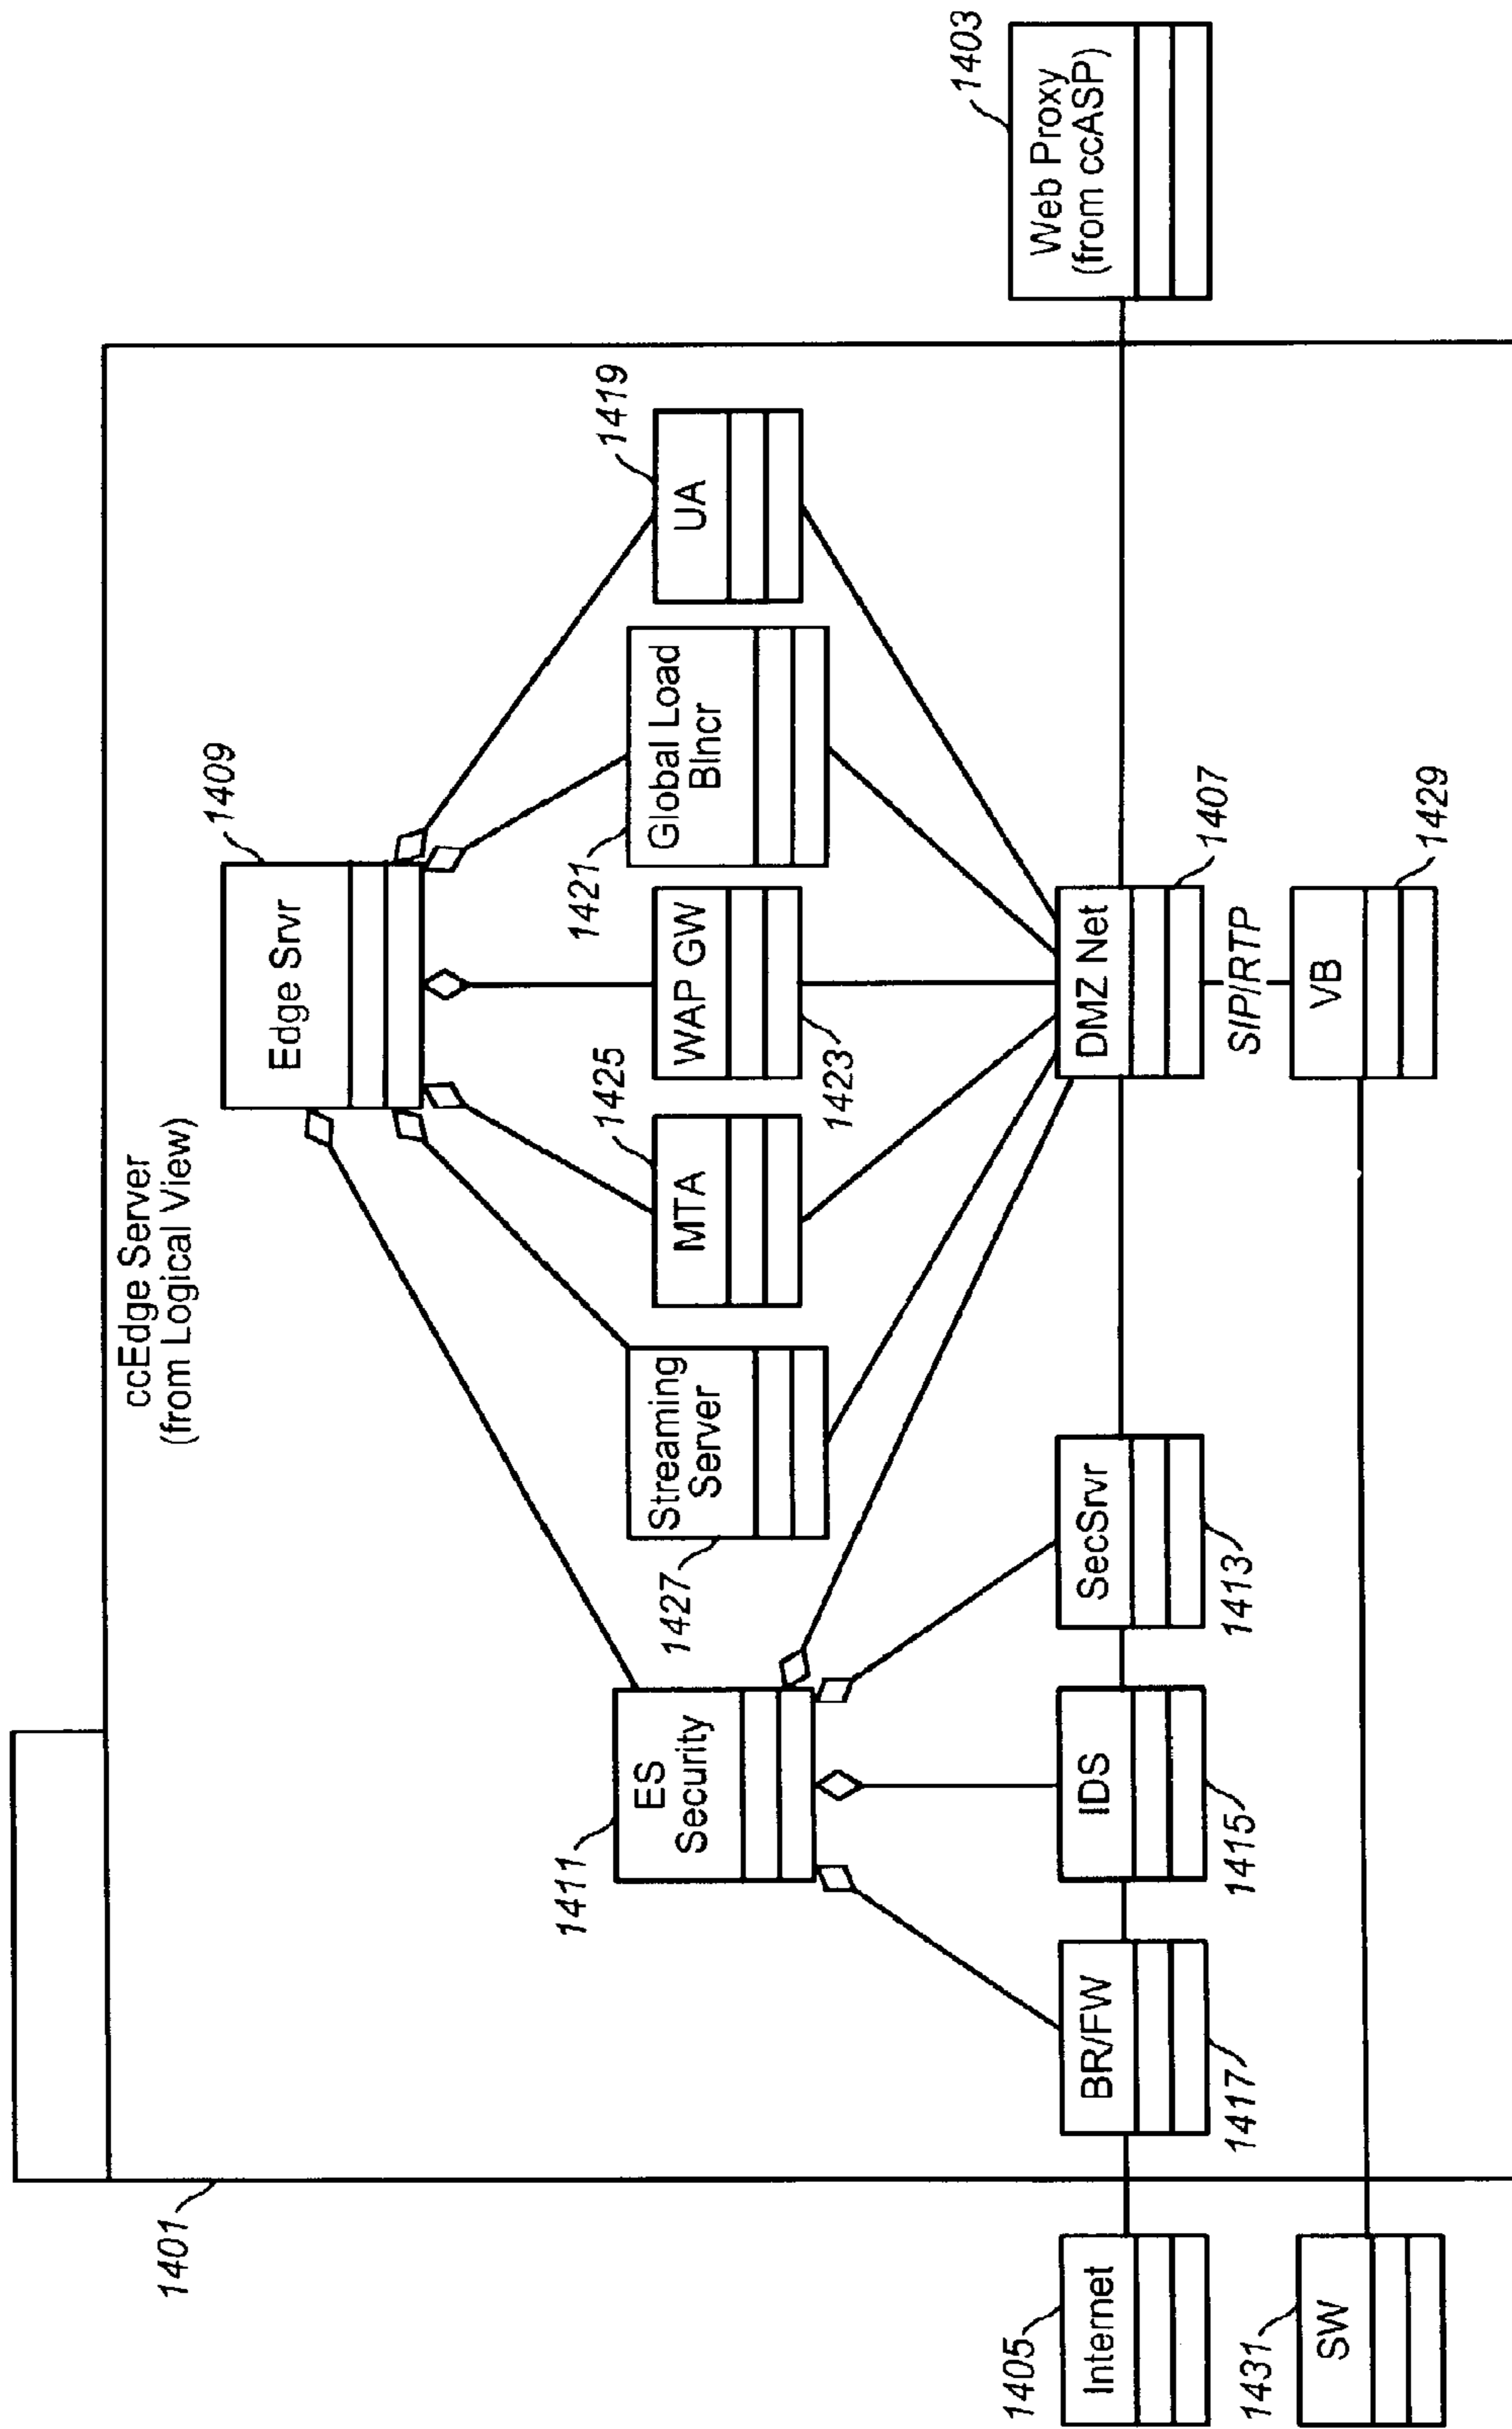 1401
ccEdge Server
(from Logical View)
1409
Edge Srvr
1411
ES
Security
1427
Streaming
Server
1425
MTA
WAP GW
1423
1421
Global Load
Blncr
UA
1419
1403
Web Proxy
(from ccASP)
1405
Internet
BR/FW
1417
IDS
1415
SecSrvr
1413
DMZ Net
1407
SIP/RTP
1431
SW
VB
1429